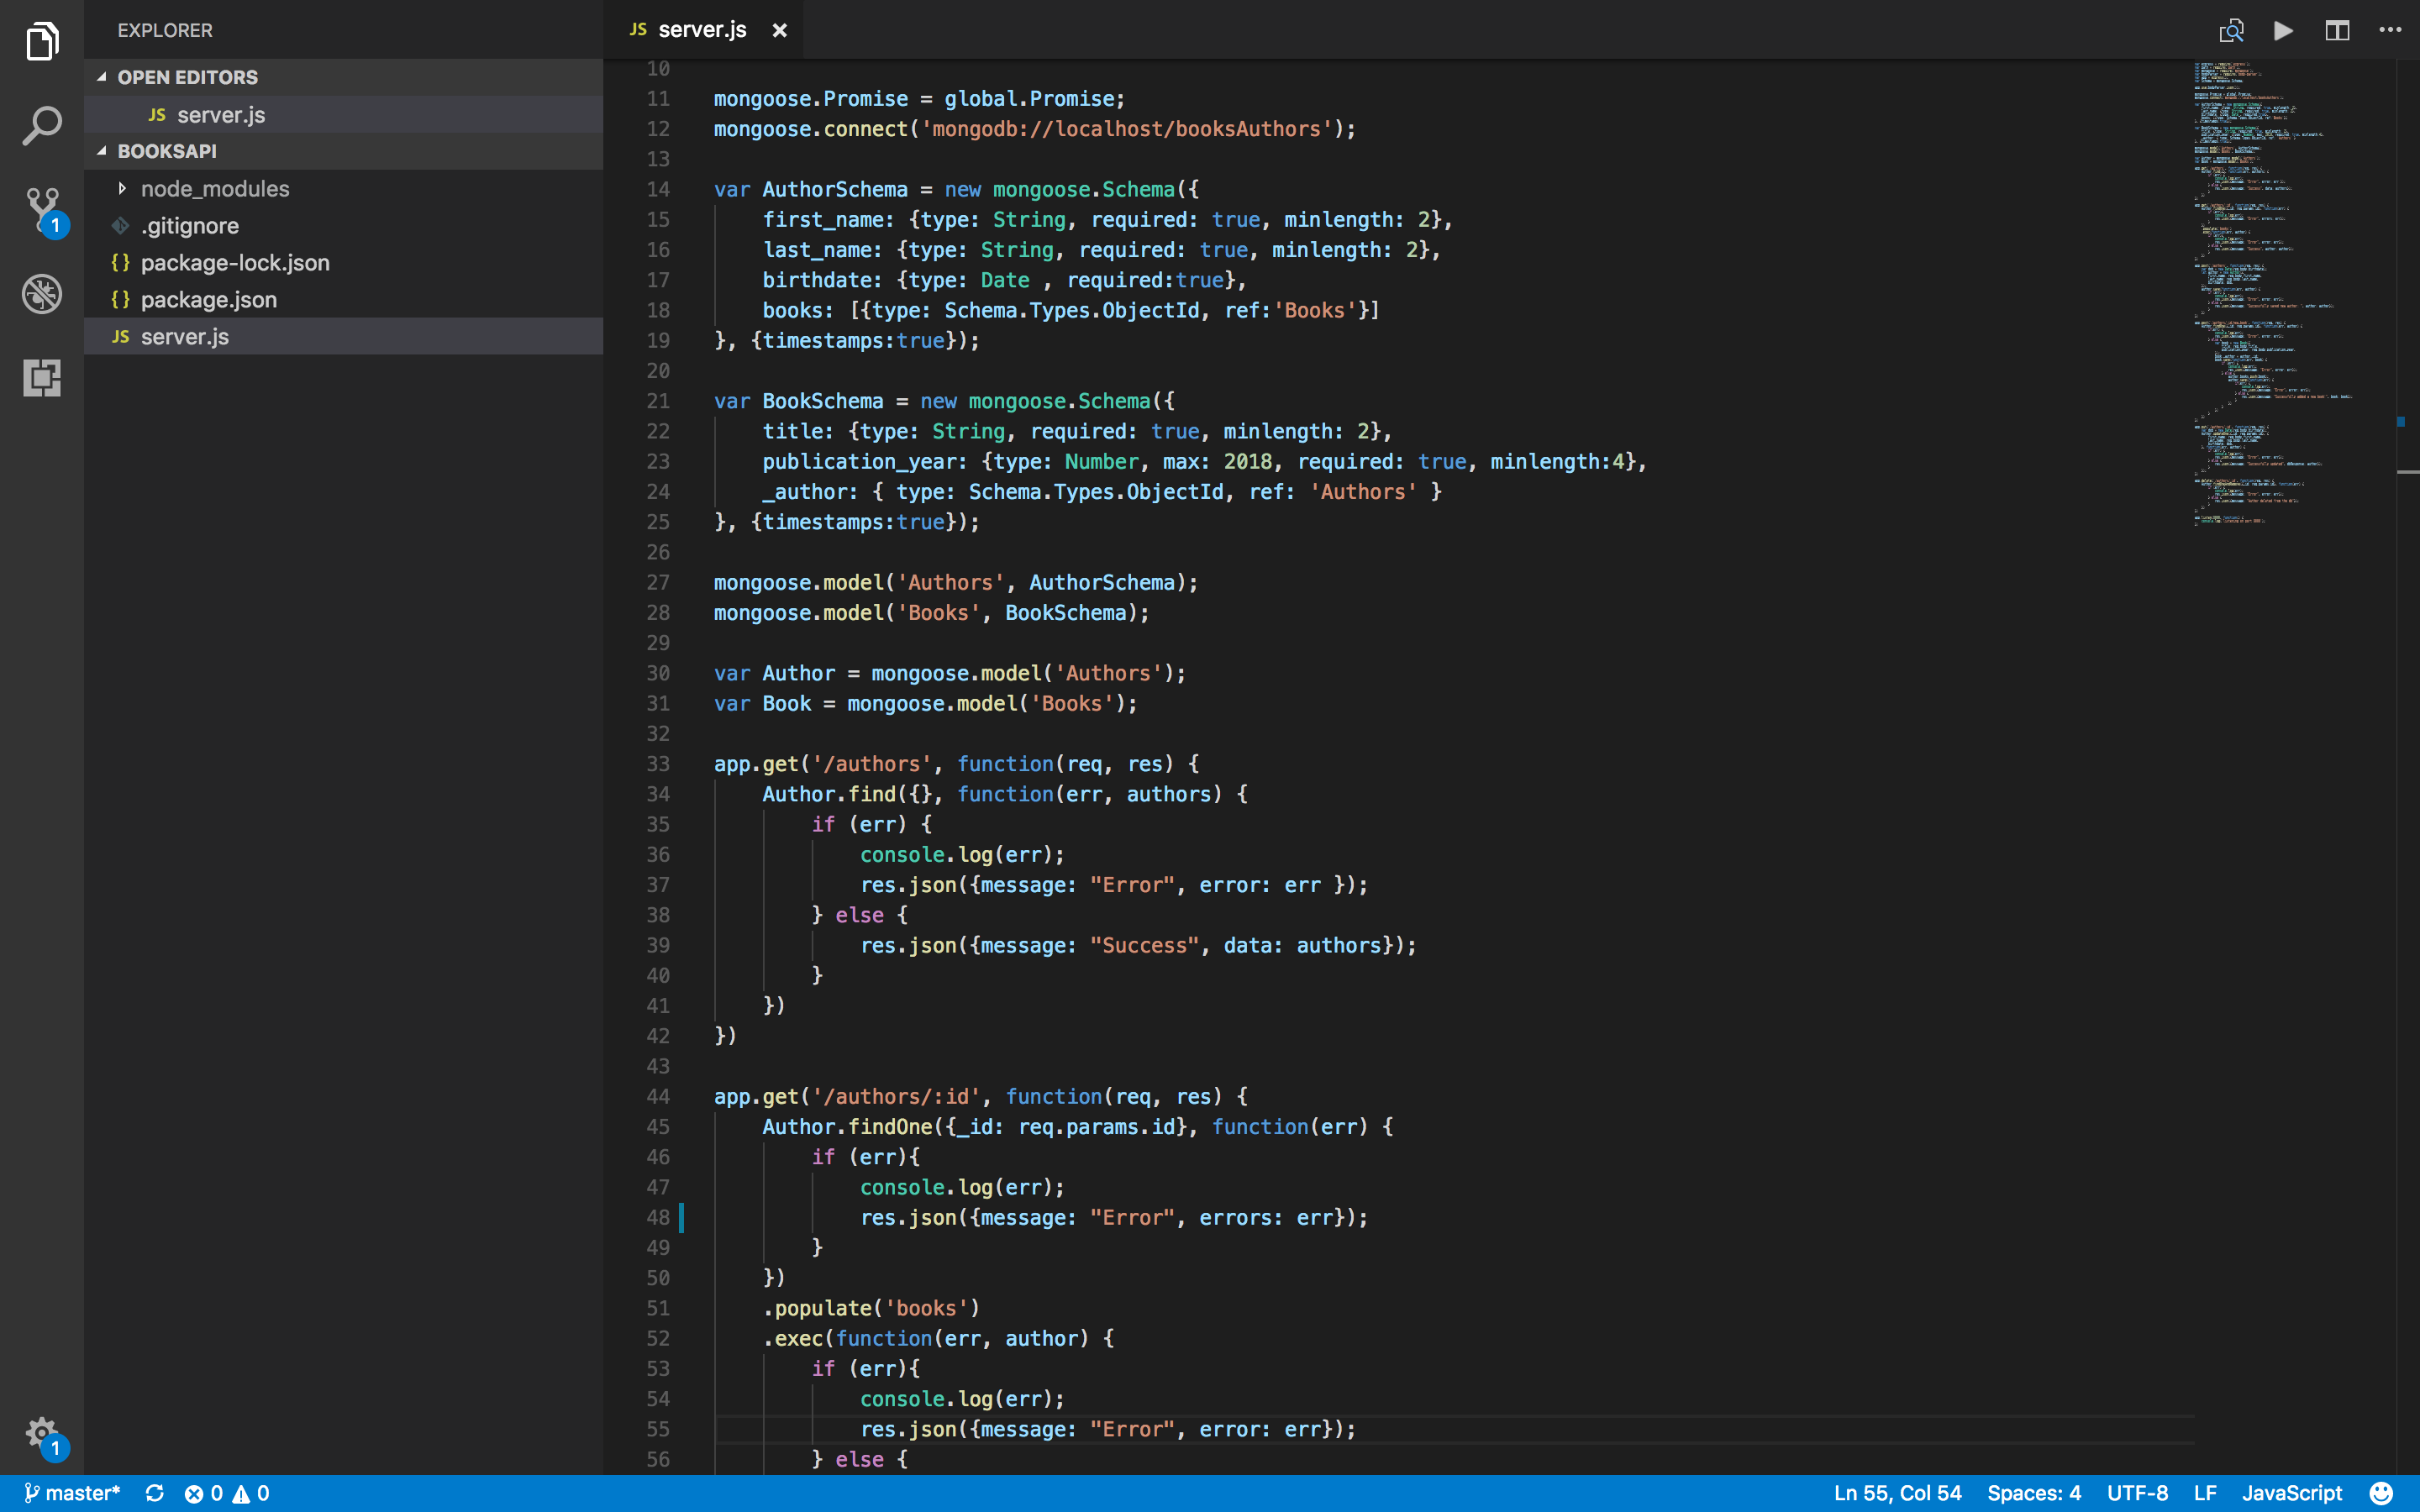 EXPLORER
OPEN EDITORS
JS server.js
BOOKSAPI
node_modules
.gitignore
{} package-lock.json
{} package.json
JS server.js
1
1
JS server.js ×
10
11 mongoose.Promise = global.Promise;
12 mongoose.connect('mongodb://localhost/booksAuthors');
13
14 var AuthorSchema = new mongoose.Schema({
15     first_name: {type: String, required: true, minlength: 2},
16     last_name: {type: String, required: true, minlength: 2},
17     birthdate: {type: Date , required:true},
18     books: [{type: Schema.Types.ObjectId, ref:'Books'}]
19 }, {timestamps:true});
20
21 var BookSchema = new mongoose.Schema({
22     title: {type: String, required: true, minlength: 2},
23     publication_year: {type: Number, max: 2018, required: true, minlength:4},
24     _author: { type: Schema.Types.ObjectId, ref: 'Authors' }
25 }, {timestamps:true});
26
27 mongoose.model('Authors', AuthorSchema);
28 mongoose.model('Books', BookSchema);
29
30 var Author = mongoose.model('Authors');
31 var Book = mongoose.model('Books');
32
33 app.get('/authors', function(req, res) {
34     Author.find({}, function(err, authors) {
35         if (err) {
36             console.log(err);
37             res.json({message: "Error", error: err });
38         } else {
39             res.json({message: "Success", data: authors});
40         }
41     })
42 })
43
44 app.get('/authors/:id', function(req, res) {
45     Author.findOne({_id: req.params.id}, function(err) {
46         if (err){
47             console.log(err);
48             res.json({message: "Error", errors: err});
49         }
50     })
51     .populate('books')
52     .exec(function(err, author) {
53         if (err){
54             console.log(err);
55             res.json({message: "Error", error: err});
56         } else {
master* 0 0 Ln 55, Col 54 Spaces: 4 UTF-8 LF JavaScript